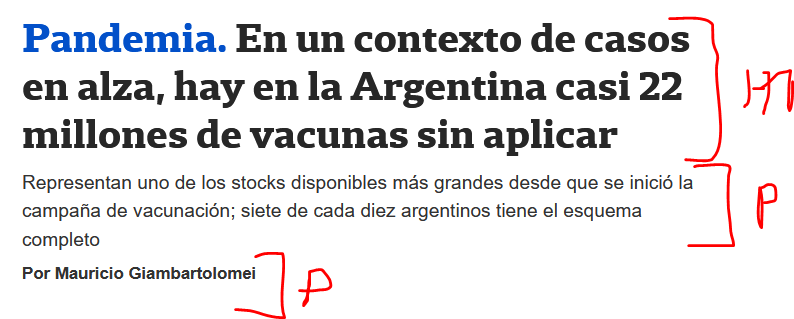 Pandemia. En un contexto de casos
en alza, hay en la Argentina casi 22
millones de vacunas sin aplicar
H1
Representan uno de los stocks disponibles más grandes desde que se inició la
campaña de vacunación; siete de cada diez argentinos tiene el esquema
completo
P
Por Mauricio Giambartolomei
P